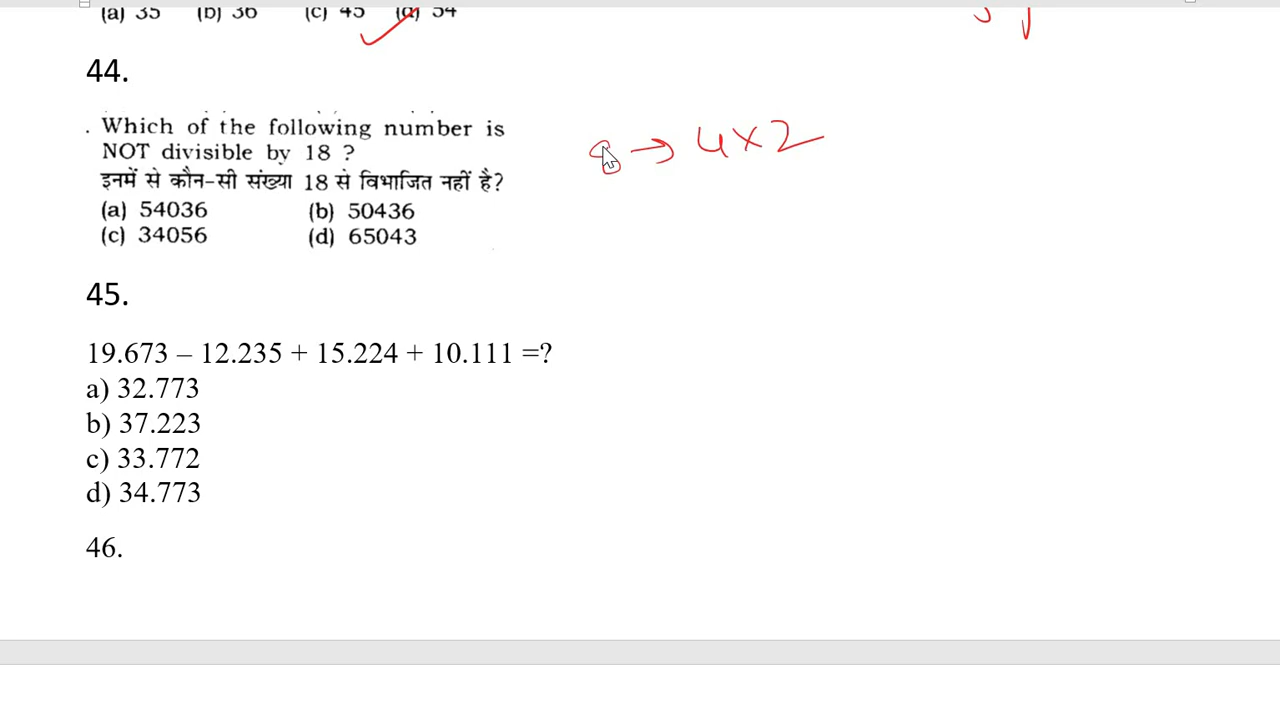 (a) 35 (b) 36 (c) 45 (d) 54
44.
. Which of the following number is
NOT divisible by 18 ?
इनमें से कौन-सी संख्या 18 से विभाजित नहीं है?
(a) 54036 (b) 50436
(c) 34056 (d) 65043
8 → 4×2
45.
19.673 – 12.235 + 15.224 + 10.111 =?
a) 32.773
b) 37.223
c) 33.772
d) 34.773
46.